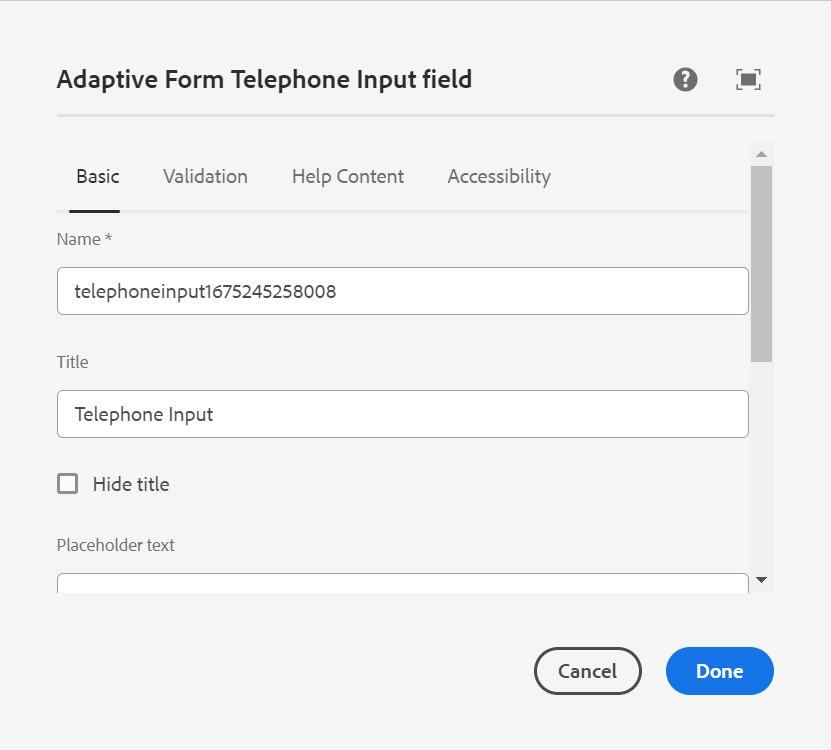 Adaptive Form Telephone Input field
Basic Validation Help Content Accessibility
Name *
telephoneinput1675245258008
Title
Telephone Input
Hide title
Placeholder text
Cancel Done